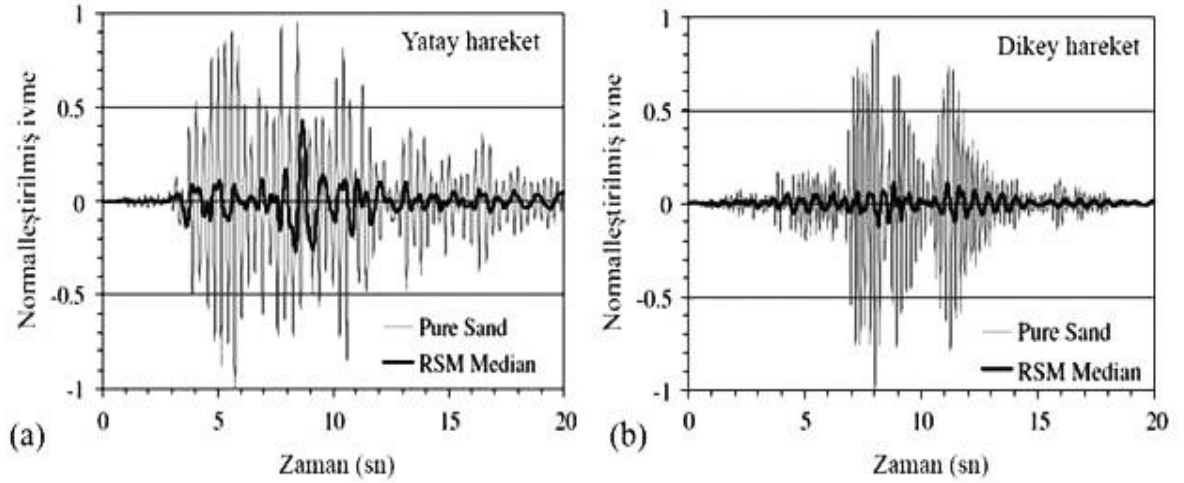 1
0.5
0
-0.5
-1
Normalleştirilmiş ivme
Yatay hareket
Pure Sand
RSM Median
0 5 10 15 20
Zaman (sn)
(a)
1
0.5
0
-0.5
-1
Normalleştirilmiş ivme
Dikey hareket
Pure Sand
RSM Median
0 5 10 15 20
Zaman (sn)
(b)